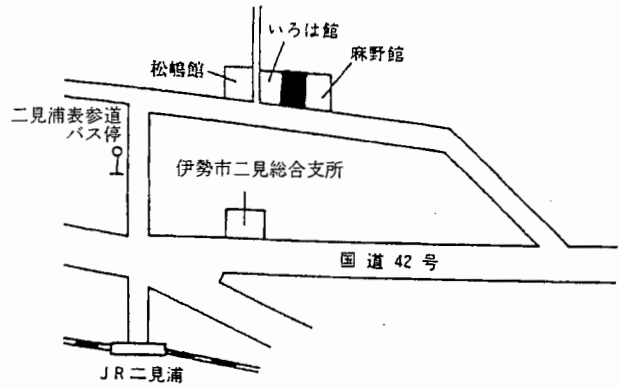 いろは館
麻野館
松嶋館
二見浦表参道
バス停
伊勢市二見総合支所
国道42号
JR二見浦